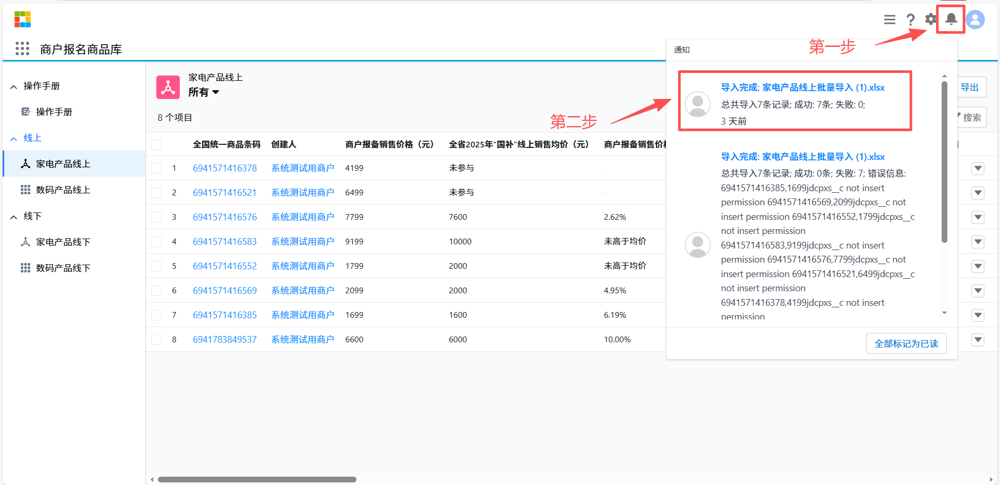 商户报名商品库
第一步
通知
操作手册
操作手册
线上
家电产品线上
数码产品线上
线下
家电产品线下
数码产品线下
家电产品线上
所有
8 个项目
导出
搜索
第二步
导入完成: 家电产品线上批量导入 (1).xlsx
总共导入7条记录; 成功: 7条; 失败: 0;
3 天前
导入完成: 家电产品线上批量导入 (1).xlsx
总共导入7条记录; 成功: 0条; 失败: 7; 错误信息:
6941571416385,1699jdcpxs__c not insert
permission 6941571416569,2099jdcpxs__c not
insert permission 6941571416552,1799jdcpxs__c
not insert permission
6941571416583,9199jdcpxs__c not insert
permission 6941571416576,7799jdcpxs__c not
insert permission 6941571416521,6499jdcpxs__c
not insert permission
6941571416378,4199jdcpxs__c not insert
permission
全部标记为已读
全国统一商品条码 创建人 商户报备销售价格（元） 全省2025年“国补”线上销售均价（元） 商户报备销售价格
1 6941571416378 系统测试用商户 4199 未参与 -
2 6941571416521 系统测试用商户 6499 未参与 -
3 6941571416576 系统测试用商户 7799 7600 2.62%
4 6941571416583 系统测试用商户 9199 10000 未高于均价
5 6941571416552 系统测试用商户 1799 2000 未高于均价
6 6941571416569 系统测试用商户 2099 2000 4.95%
7 6941571416385 系统测试用商户 1699 1600 6.19%
8 6941783849537 系统测试用商户 6600 6000 10.00%